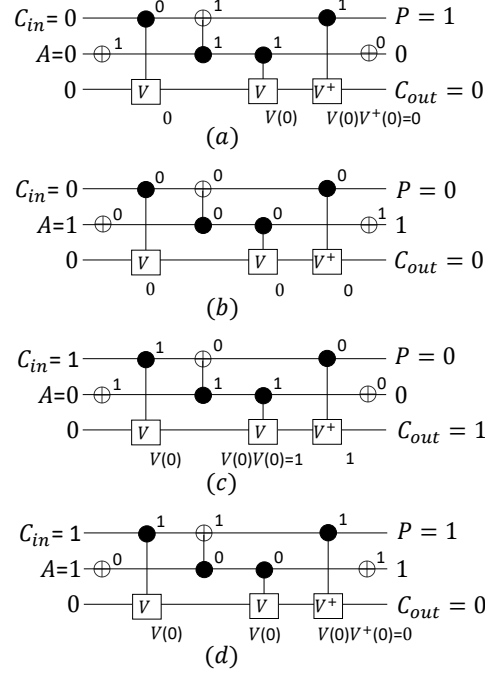 C_in = 0 0 1 1 P = 1
A=0 1 1 1 0 0
0 V V V⁺ C_out = 0
0 V(0) V(0)V⁺(0)=0
(a)
C_in = 0 0 0 0 P = 0
A=1 0 0 0 1 1
0 V V V⁺ C_out = 0
0 0 0
(b)
C_in = 1 1 0 0 P = 0
A=0 1 1 1 0 0
0 V V V⁺ C_out = 1
V(0) V(0)V(0)=1 1
(c)
C_in = 1 1 1 1 P = 1
A=1 0 0 0 1 1
0 V V V⁺ C_out = 0
V(0) V(0) V(0)V⁺(0)=0
(d)